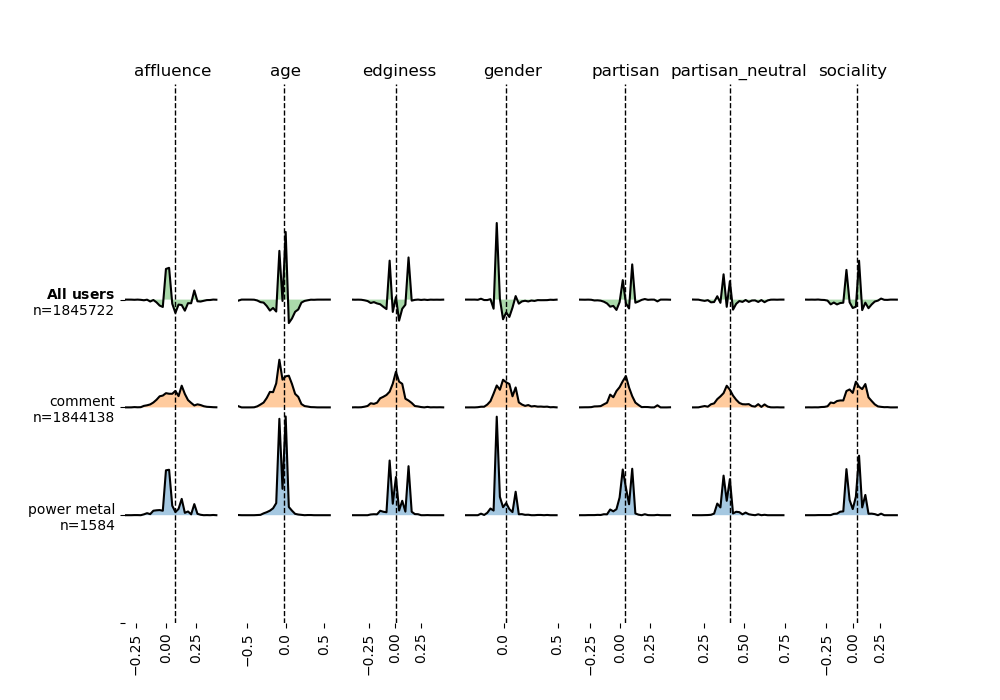 affluence age edginess gender partisan partisan_neutral sociality
All users
n=1845722
comment
n=1844138
power metal
n=1584
−0.25 0.00 0.25 −0.5 0.0 0.5 −0.25 0.00 0.25 0.0 0.5 −0.25 0.00 0.25 0.25 0.50 0.75 −0.25 0.00 0.25